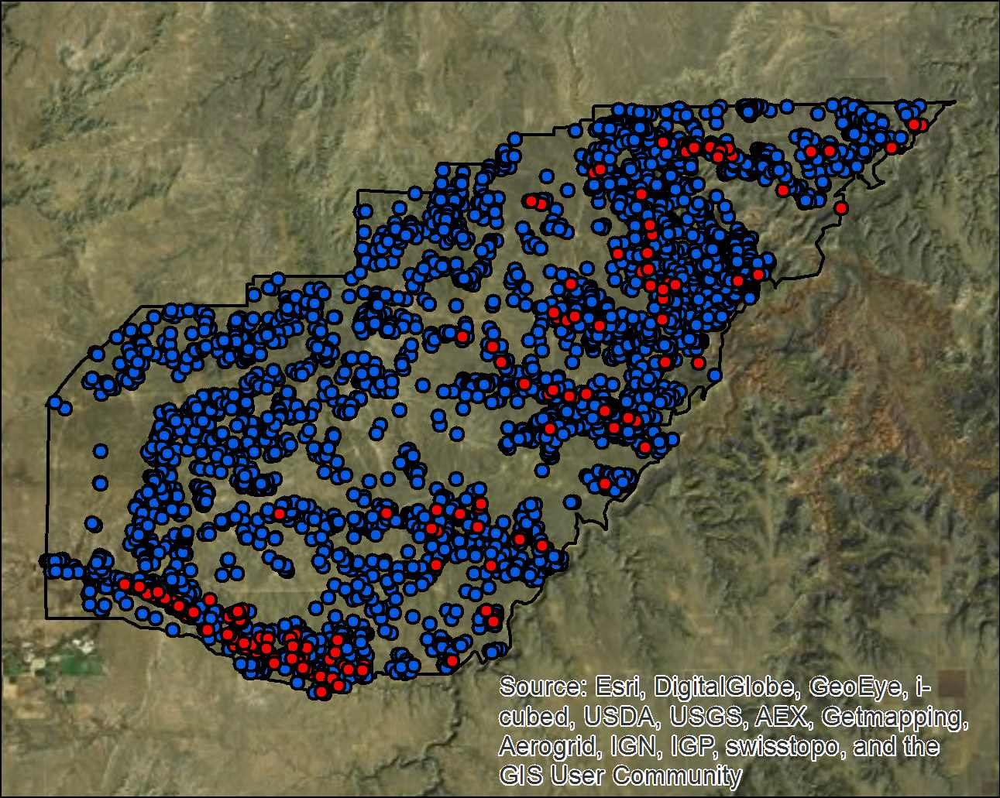 Source: Esri, DigitalGlobe, GeoEye, i-
cubed, USDA, USGS, AEX, Getmapping,
Aerogrid, IGN, IGP, swisstopo, and the
GIS User Community